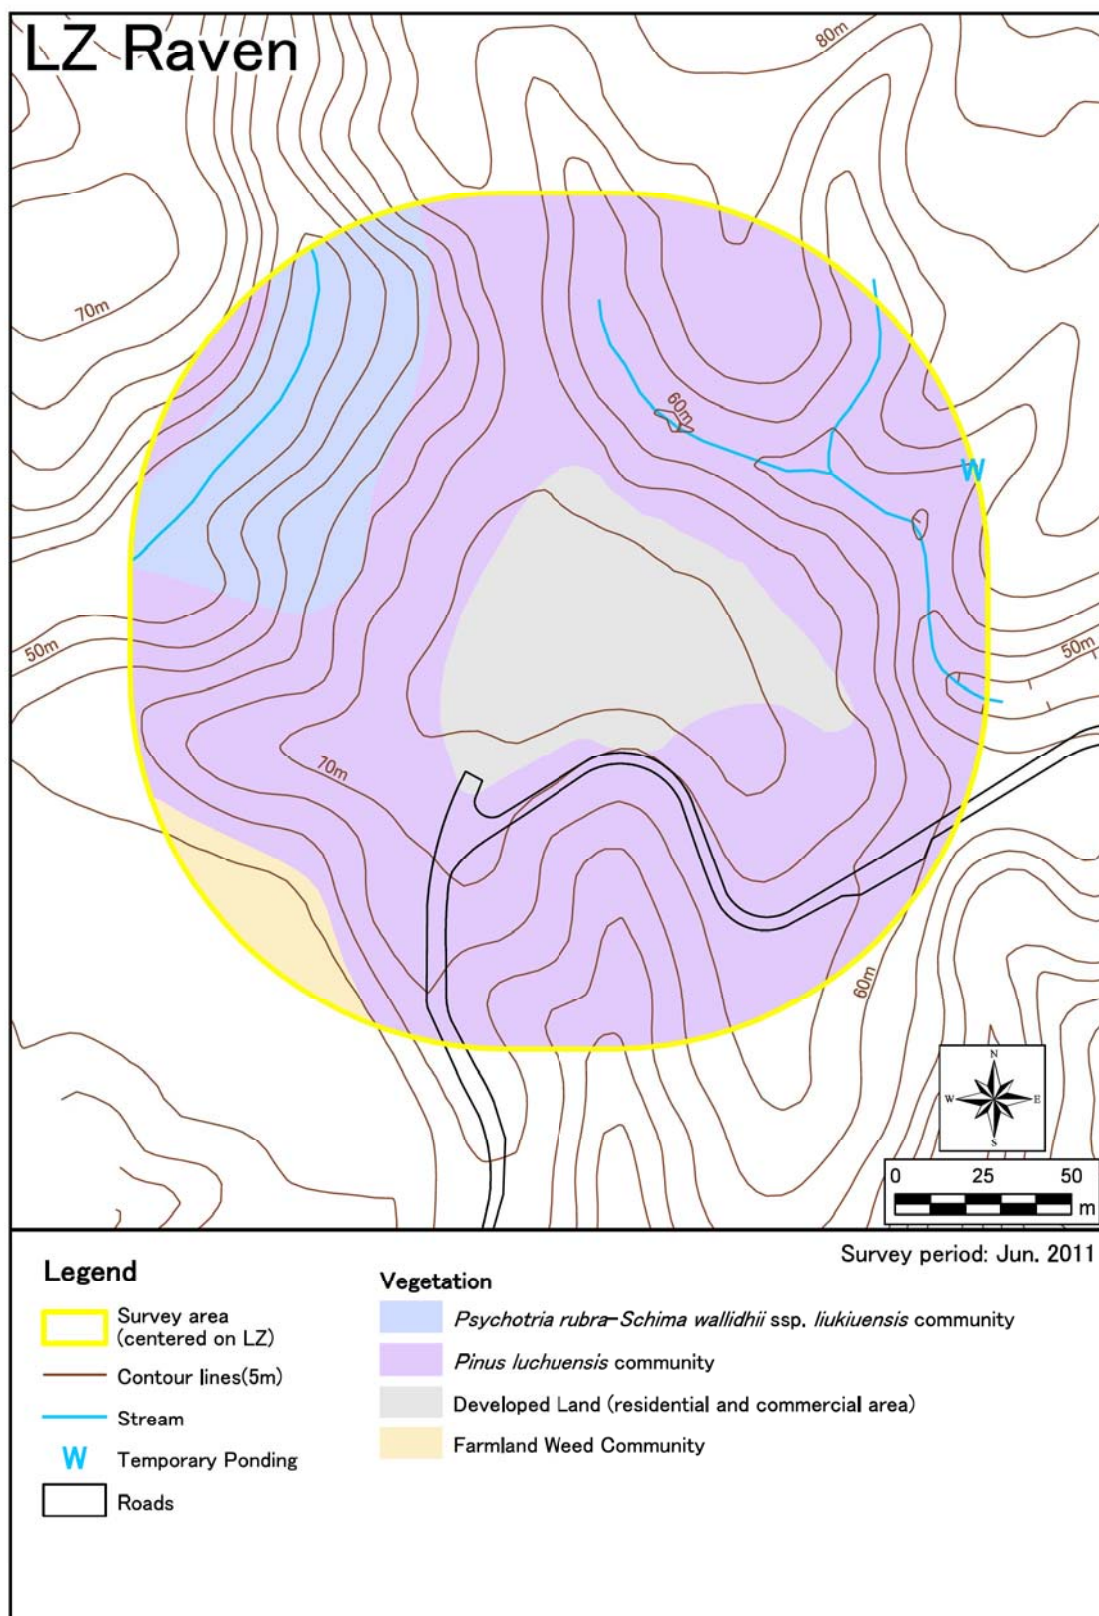 LZ Raven
80m
70m
60m
W
50m
50m
70m
60m
N
W E
S
0 25 50
m
Survey period: Jun. 2011
Legend
Survey area
(centered on LZ)
Contour lines(5m)
Stream
W Temporary Ponding
Roads
Vegetation
Psychotria rubra-Schima wallidhii ssp. liukiuensis community
Pinus luchuensis community
Developed Land (residential and commercial area)
Farmland Weed Community